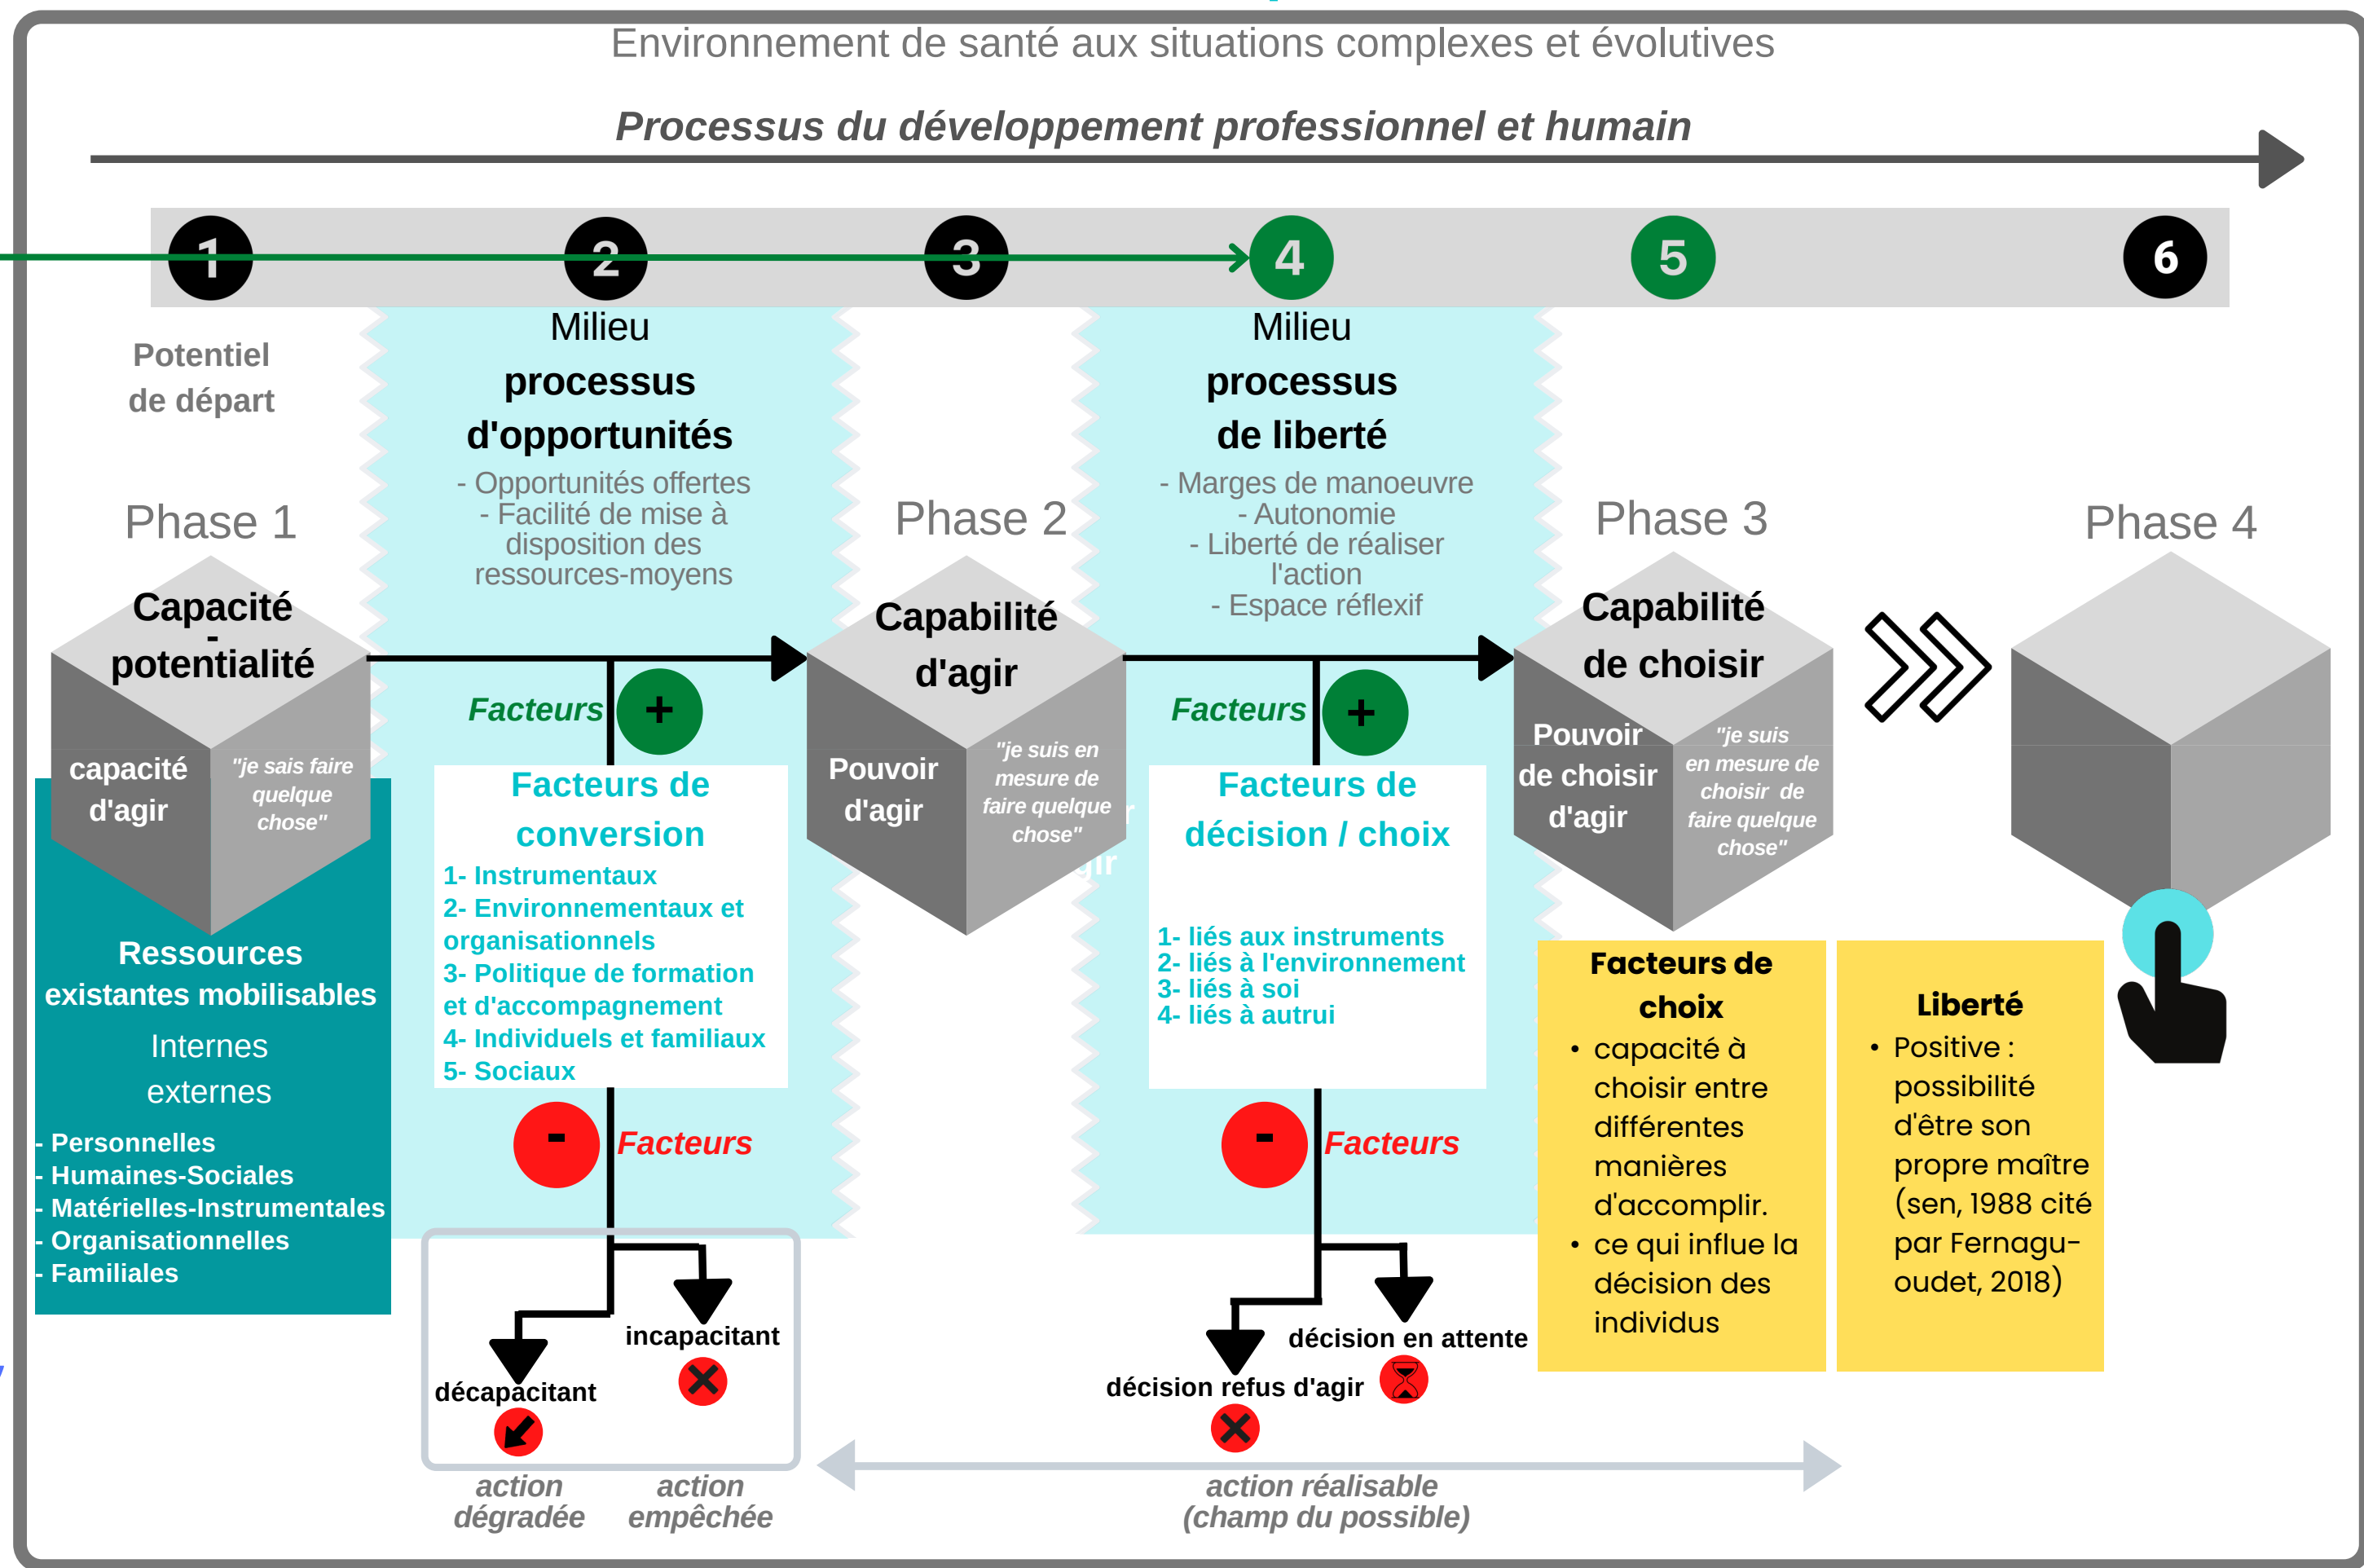 Environnement de santé aux situations complexes et évolutives
Processus du développement professionnel et humain
1
2
3
4
5
6
Potentiel
de départ
Phase 1
Capacité
-
potentialité
capacité
d'agir
"je sais faire
quelque
chose"
Ressources
existantes mobilisables
Internes
externes
- Personnelles
- Humaines-Sociales
- Matérielles-Instrumentales
- Organisationnelles
- Familiales
Milieu
processus
d'opportunités
- Opportunités offertes
- Facilité de mise à
disposition des
ressources-moyens
Facteurs
+
Facteurs de
conversion
1- Instrumentaux
2- Environnementaux et
organisationnels
3- Politique de formation
et d'accompagnement
4- Individuels et familiaux
5- Sociaux
-
Facteurs
incapacitant
décapacitant
action
dégradée
action
empêchée
Phase 2
Capabilité
d'agir
Pouvoir
d'agir
"je suis en
mesure de
faire quelque
chose"
Milieu
processus
de liberté
- Marges de manoeuvre
- Autonomie
- Liberté de réaliser
l'action
- Espace réflexif
Facteurs
+
Facteurs de
décision / choix
1- liés aux instruments
2- liés à l'environnement
3- liés à soi
4- liés à autrui
-
Facteurs
décision en attente
décision refus d'agir
action réalisable
(champ du possible)
Phase 3
Capabilité
de choisir
Pouvoir
de choisir
d'agir
"je suis
en mesure de
choisir de
faire quelque
chose"
Facteurs de
choix
• capacité à
choisir entre
différentes
manières
d'accomplir.
• ce qui influe la
décision des
individus
Phase 4
Liberté
• Positive :
possibilité
d'être son
propre maître
(sen, 1988 cité
par Fernagu-
oudet, 2018)